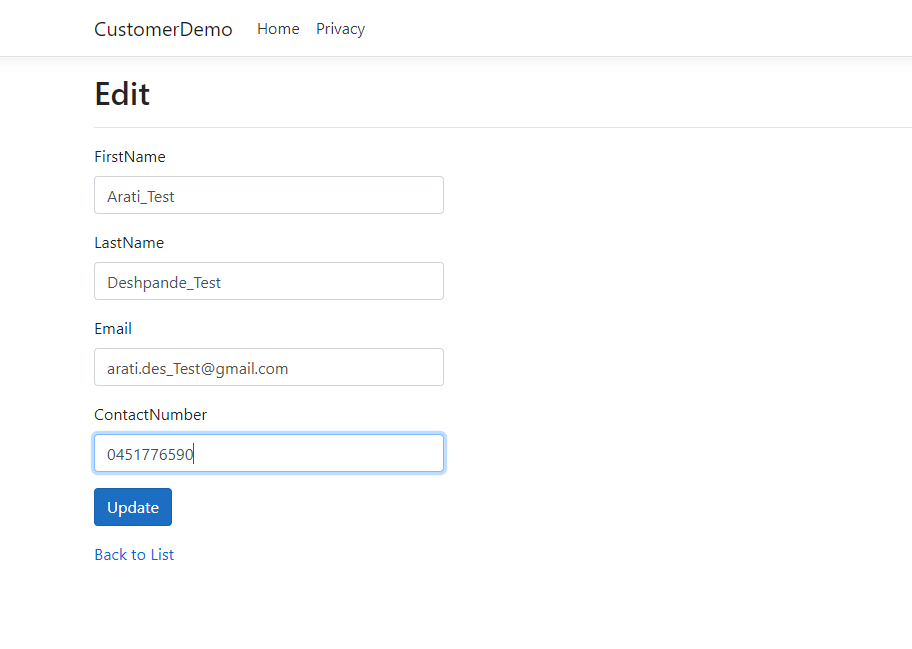 CustomerDemo Home Privacy
Edit
FirstName
Arati_Test
LastName
Deshpande_Test
Email
arati.des_Test@gmail.com
ContactNumber
0451776590
Update
Back to List